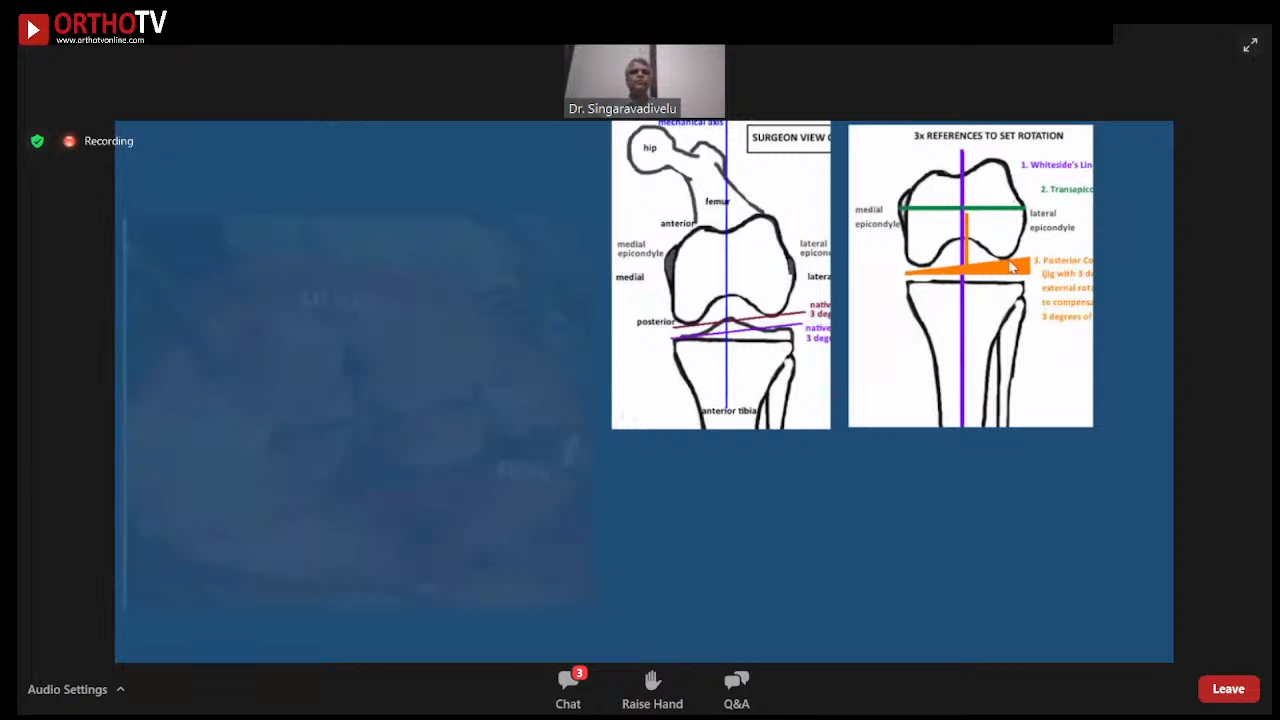 ORTHOTV
www.orthotvonline.com
Dr. Singaravadivelu
Recording
mechanical axis
SURGEON VIEW
hip
femur
anterior
medial
epicondyle
lateral
medial
posterior
3 deg
3 deg
anterior tibia
3x REFERENCES TO SET ROTATION
1. Whiteside's Lin
2. Transepico
medial
epicondyle
lateral
epicondyle
3. Posterior Co
(jig with 3 de
external rota
to compensa
3 degrees of
Audio Settings
3
Chat
Raise Hand
Q&A
Leave